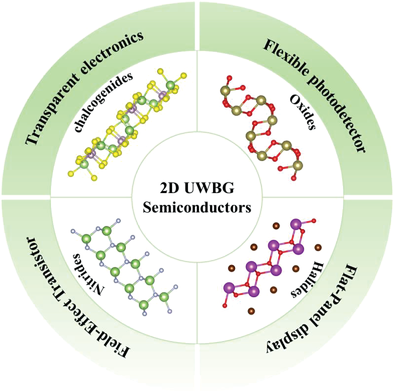 Transparent electronics
Flexible photodetector
chalcogenides
Oxides
2D UWBG
Semiconductors
Nitrides
Halides
Field-Effect Transistor
Flat-Panel display